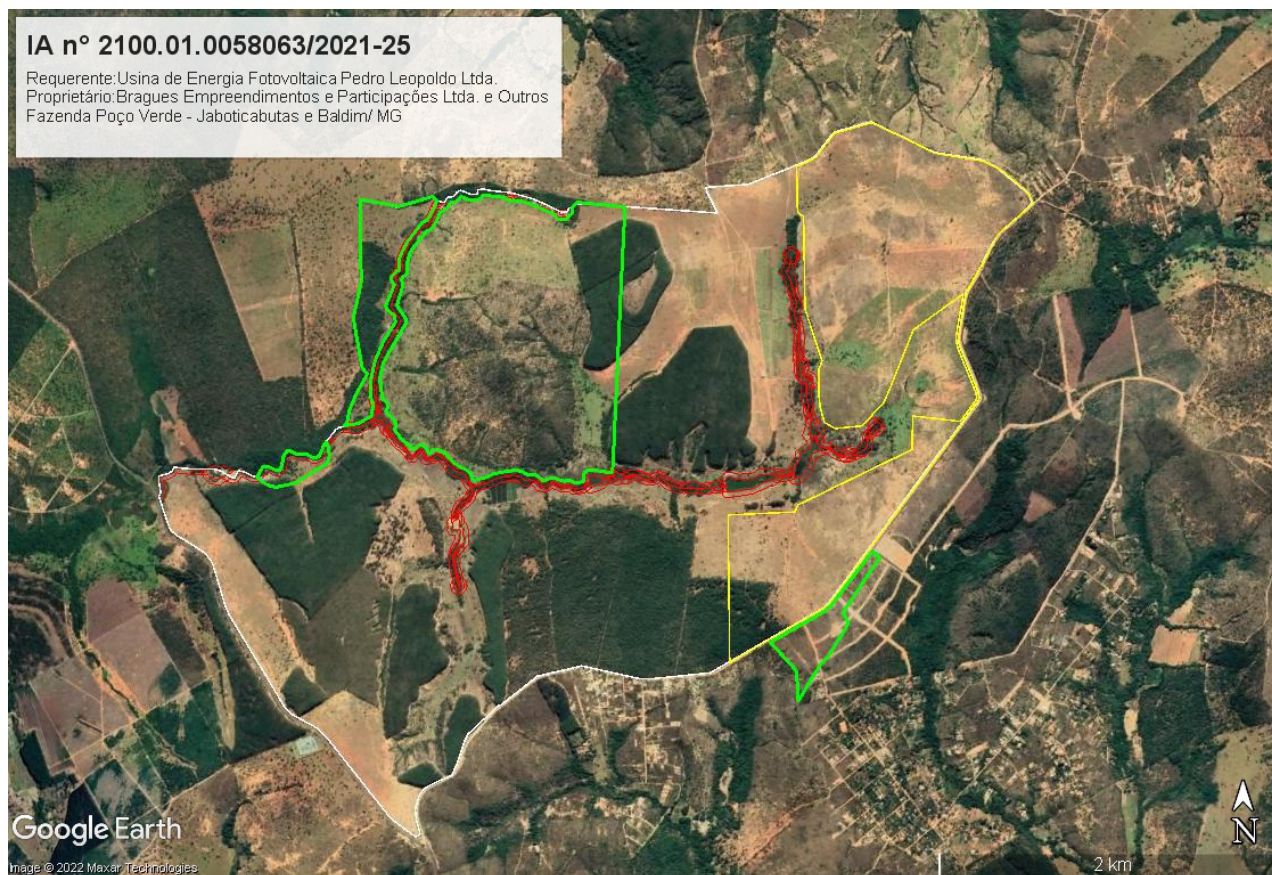 IA n° 2100.01.0058063/2021-25
Requerente:Usina de Energia Fotovoltaica Pedro Leopoldo Ltda.
Proprietário:Bragues Empreendimentos e Participações Ltda. e Outros
Fazenda Poço Verde - Jaboticabutas e Baldim/ MG
N
Google Earth
2 km
Image © 2022 Maxar Technologies